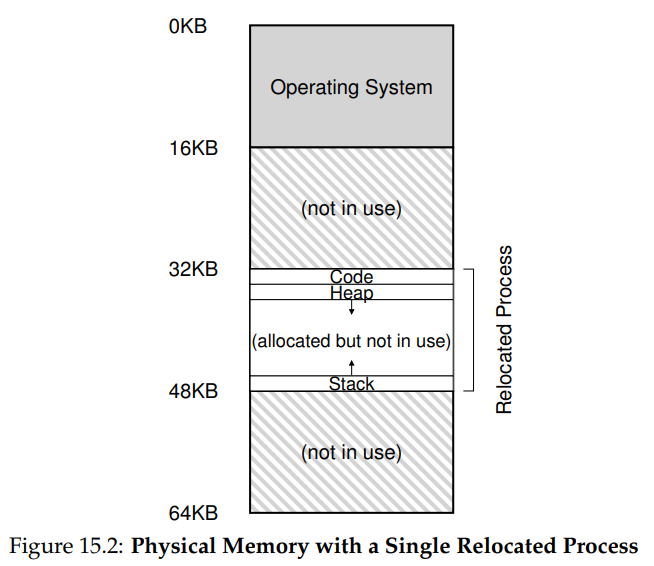 0KB
Operating System
16KB
(not in use)
32KB
Code
Heap
(allocated but not in use)
Stack
48KB
Relocated Process
(not in use)
64KB
Figure 15.2: Physical Memory with a Single Relocated Process